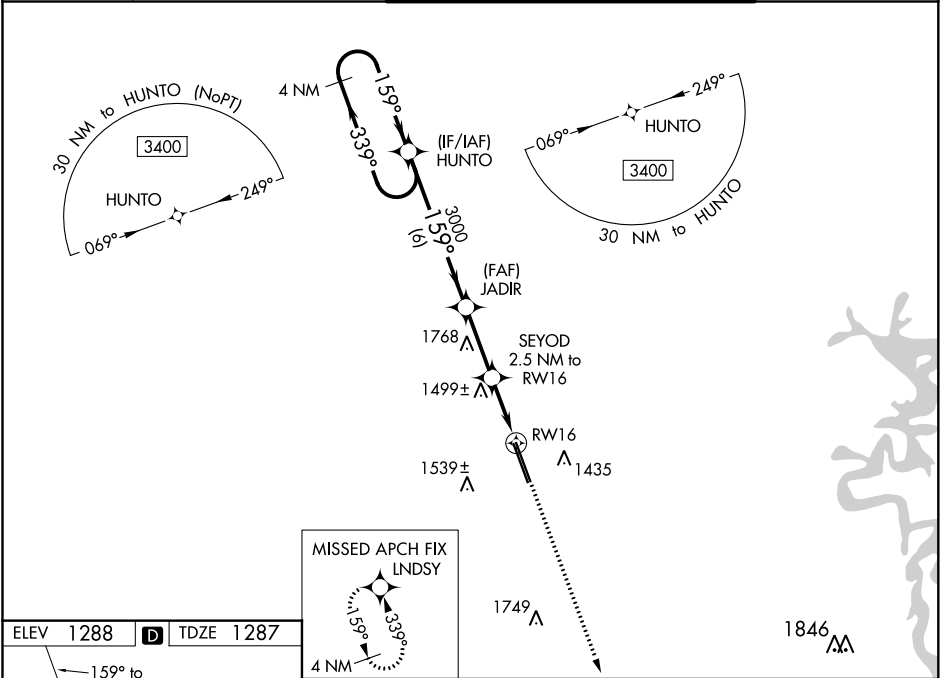 30 NM to HUNTO (NoPT)
3400
HUNTO
069°
249°
4 NM
159°
339°
(IF/IAF)
HUNTO
3000
159°
(6)
069°
249°
HUNTO
3400
30 NM to HUNTO
(FAF)
JADIR
1768
SEYOD
2.5 NM to
RW16
1499±
RW16
1435
1539±
MISSED APCH FIX
LNDSY
159°
339°
4 NM
1749
1846
ELEV 1288 D TDZE 1287
159° to